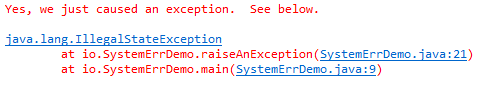 Yes, we just caused an exception.  See below.
java.lang.IllegalStateException
at io.SystemErrDemo.raiseAnException(SystemErrDemo.java:21)
at io.SystemErrDemo.main(SystemErrDemo.java:9)